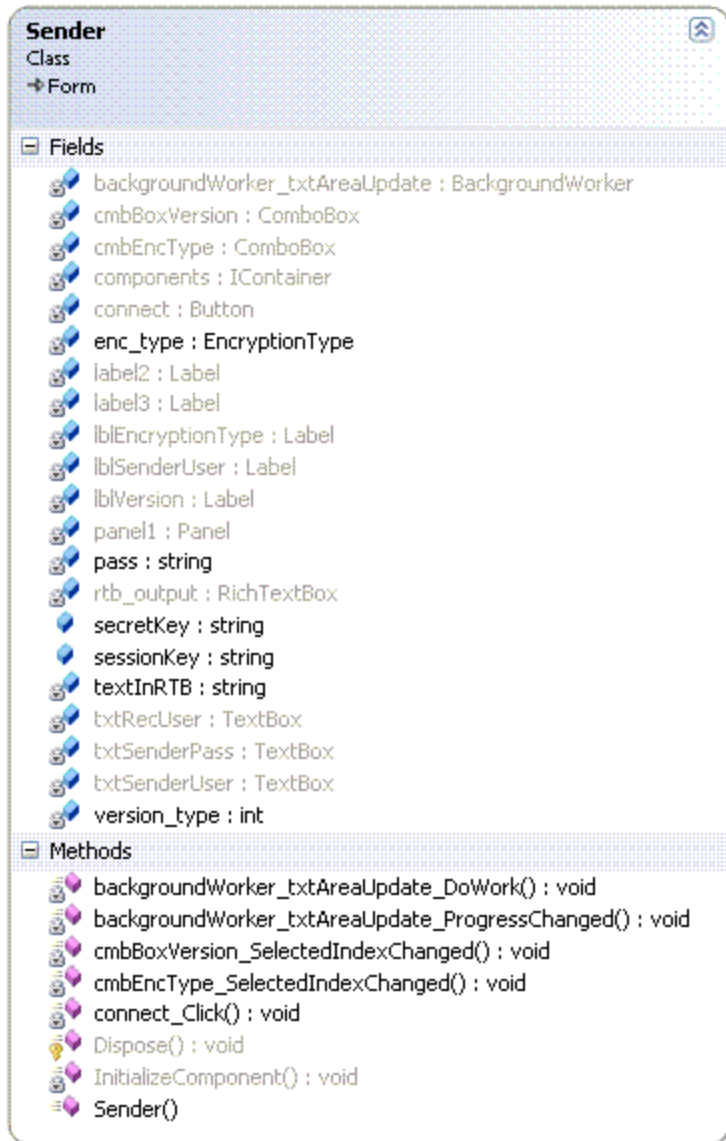 Sender
Class
Form
Fields
backgroundWorker_txtAreaUpdate : BackgroundWorker
cmbBoxVersion : ComboBox
cmbEncType : ComboBox
components : IContainer
connect : Button
enc_type : EncryptionType
label2 : Label
label3 : Label
lblEncryptionType : Label
lblSenderUser : Label
lblVersion : Label
panel1 : Panel
pass : string
rtb_output : RichTextBox
secretKey : string
sessionKey : string
textInRTB : string
txtRecUser : TextBox
txtSenderPass : TextBox
txtSenderUser : TextBox
version_type : int
Methods
backgroundWorker_txtAreaUpdate_DoWork() : void
backgroundWorker_txtAreaUpdate_ProgressChanged() : void
cmbBoxVersion_SelectedIndexChanged() : void
cmbEncType_SelectedIndexChanged() : void
connect_Click() : void
Dispose() : void
InitializeComponent() : void
Sender()